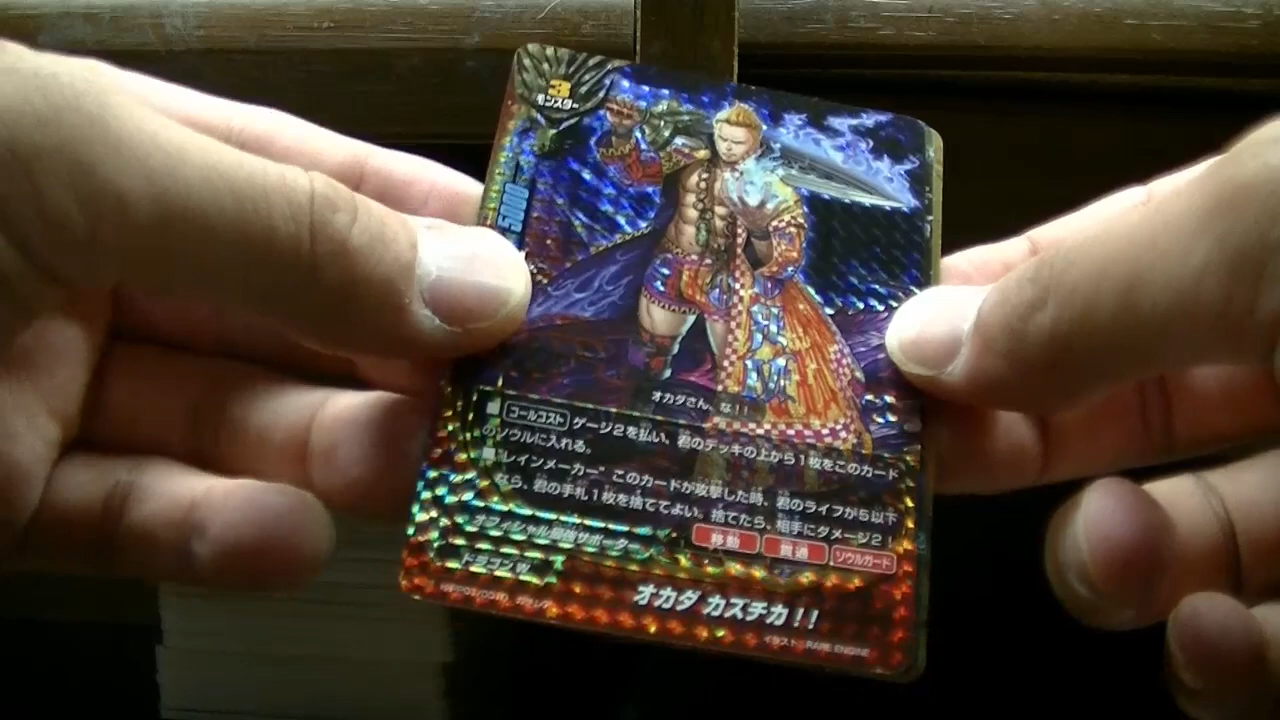 3
モンスター
5000
オカダさん、な!!
■ コールコスト ゲージ2を払い、君のデッキの上から1枚をこのカード
のソウルに入れる。
■"レインメーカー" このカードが攻撃した時、君のライフが5以下
なら、君の手札1枚を捨ててよい。捨てたら、相手にダメージ2!
移動 貫通 ソウルガード
オフィシャル最強サポーター
ドラゴンW
オカダ カズチカ!!
イラスト:RARE ENGINE